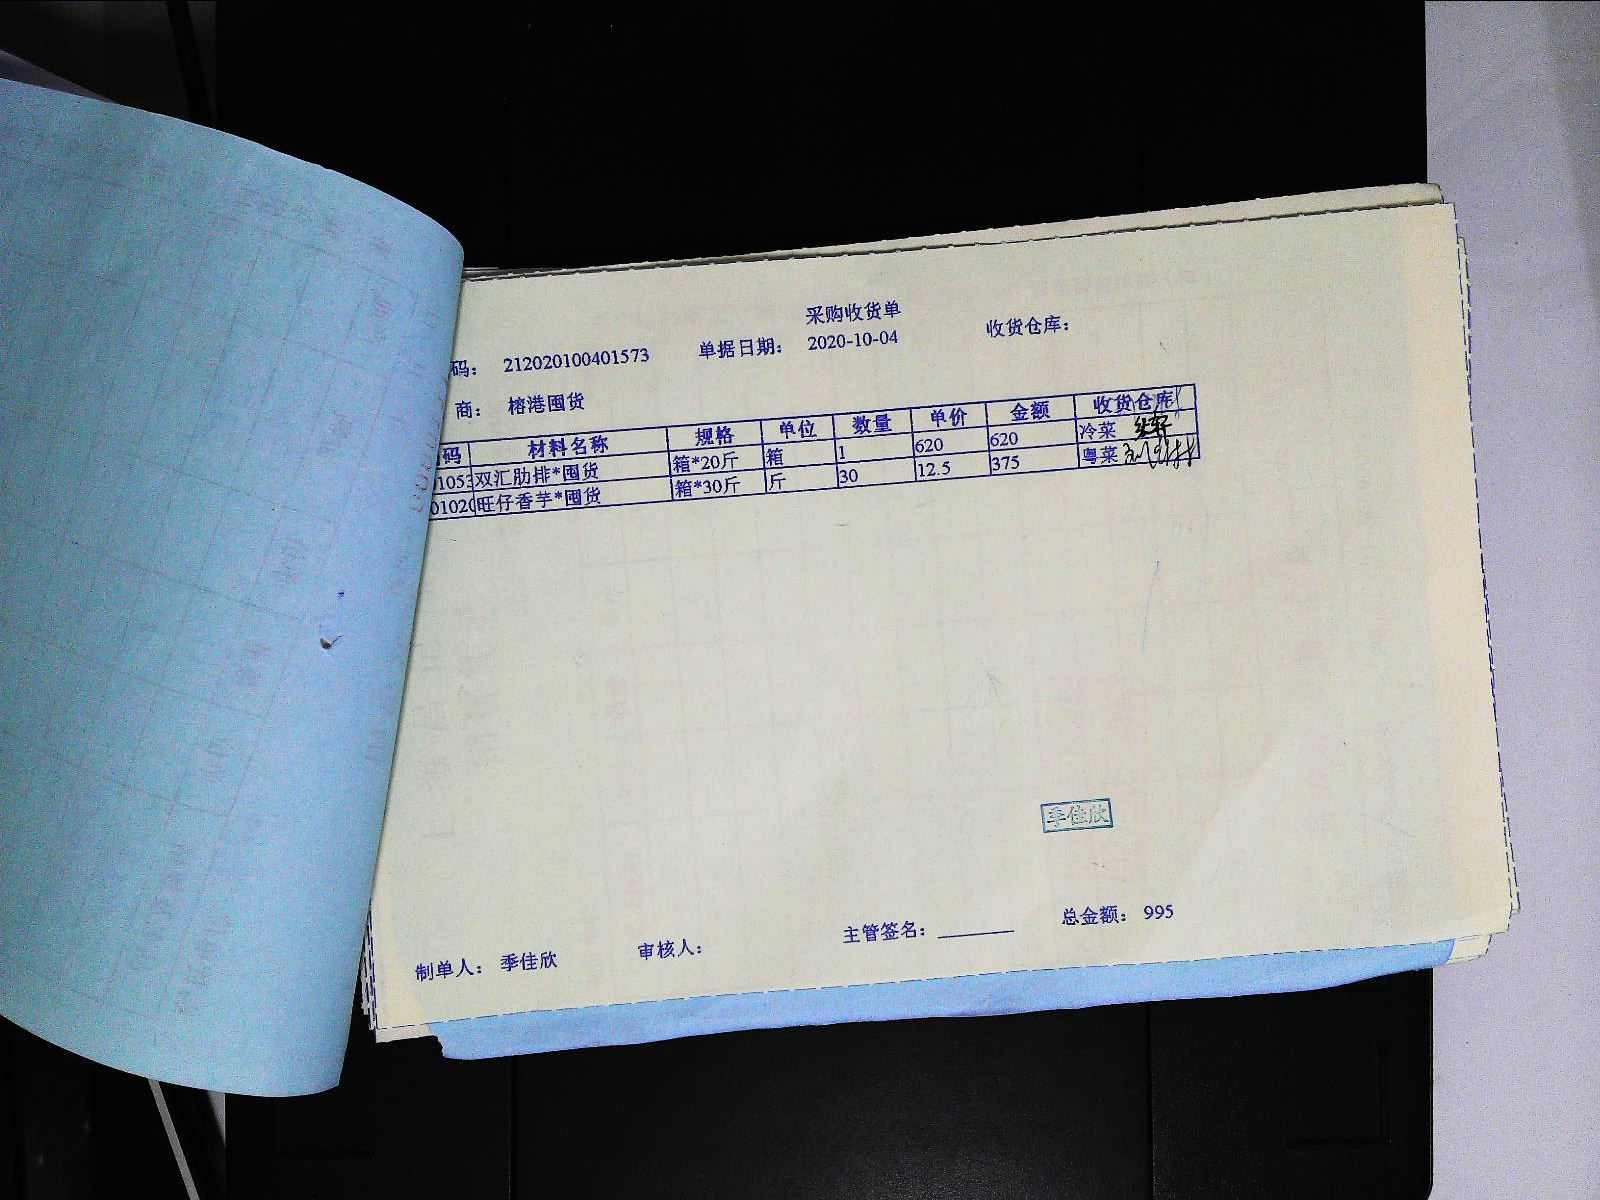 采购收货单
码： 212020100401573 单据日期： 2020-10-04 收货仓库：
商： 榕港囤货
码 材料名称 规格 单位 数量 单价 金额 收货仓库
1053 双汇肋排*囤货 箱*20斤 箱 1 620 620 冷菜
0102 旺仔香芋*囤货 箱*30斤 斤 30 12.5 375 粤菜
季佳欣
制单人： 季佳欣 审核人： 主管签名： 总金额： 995